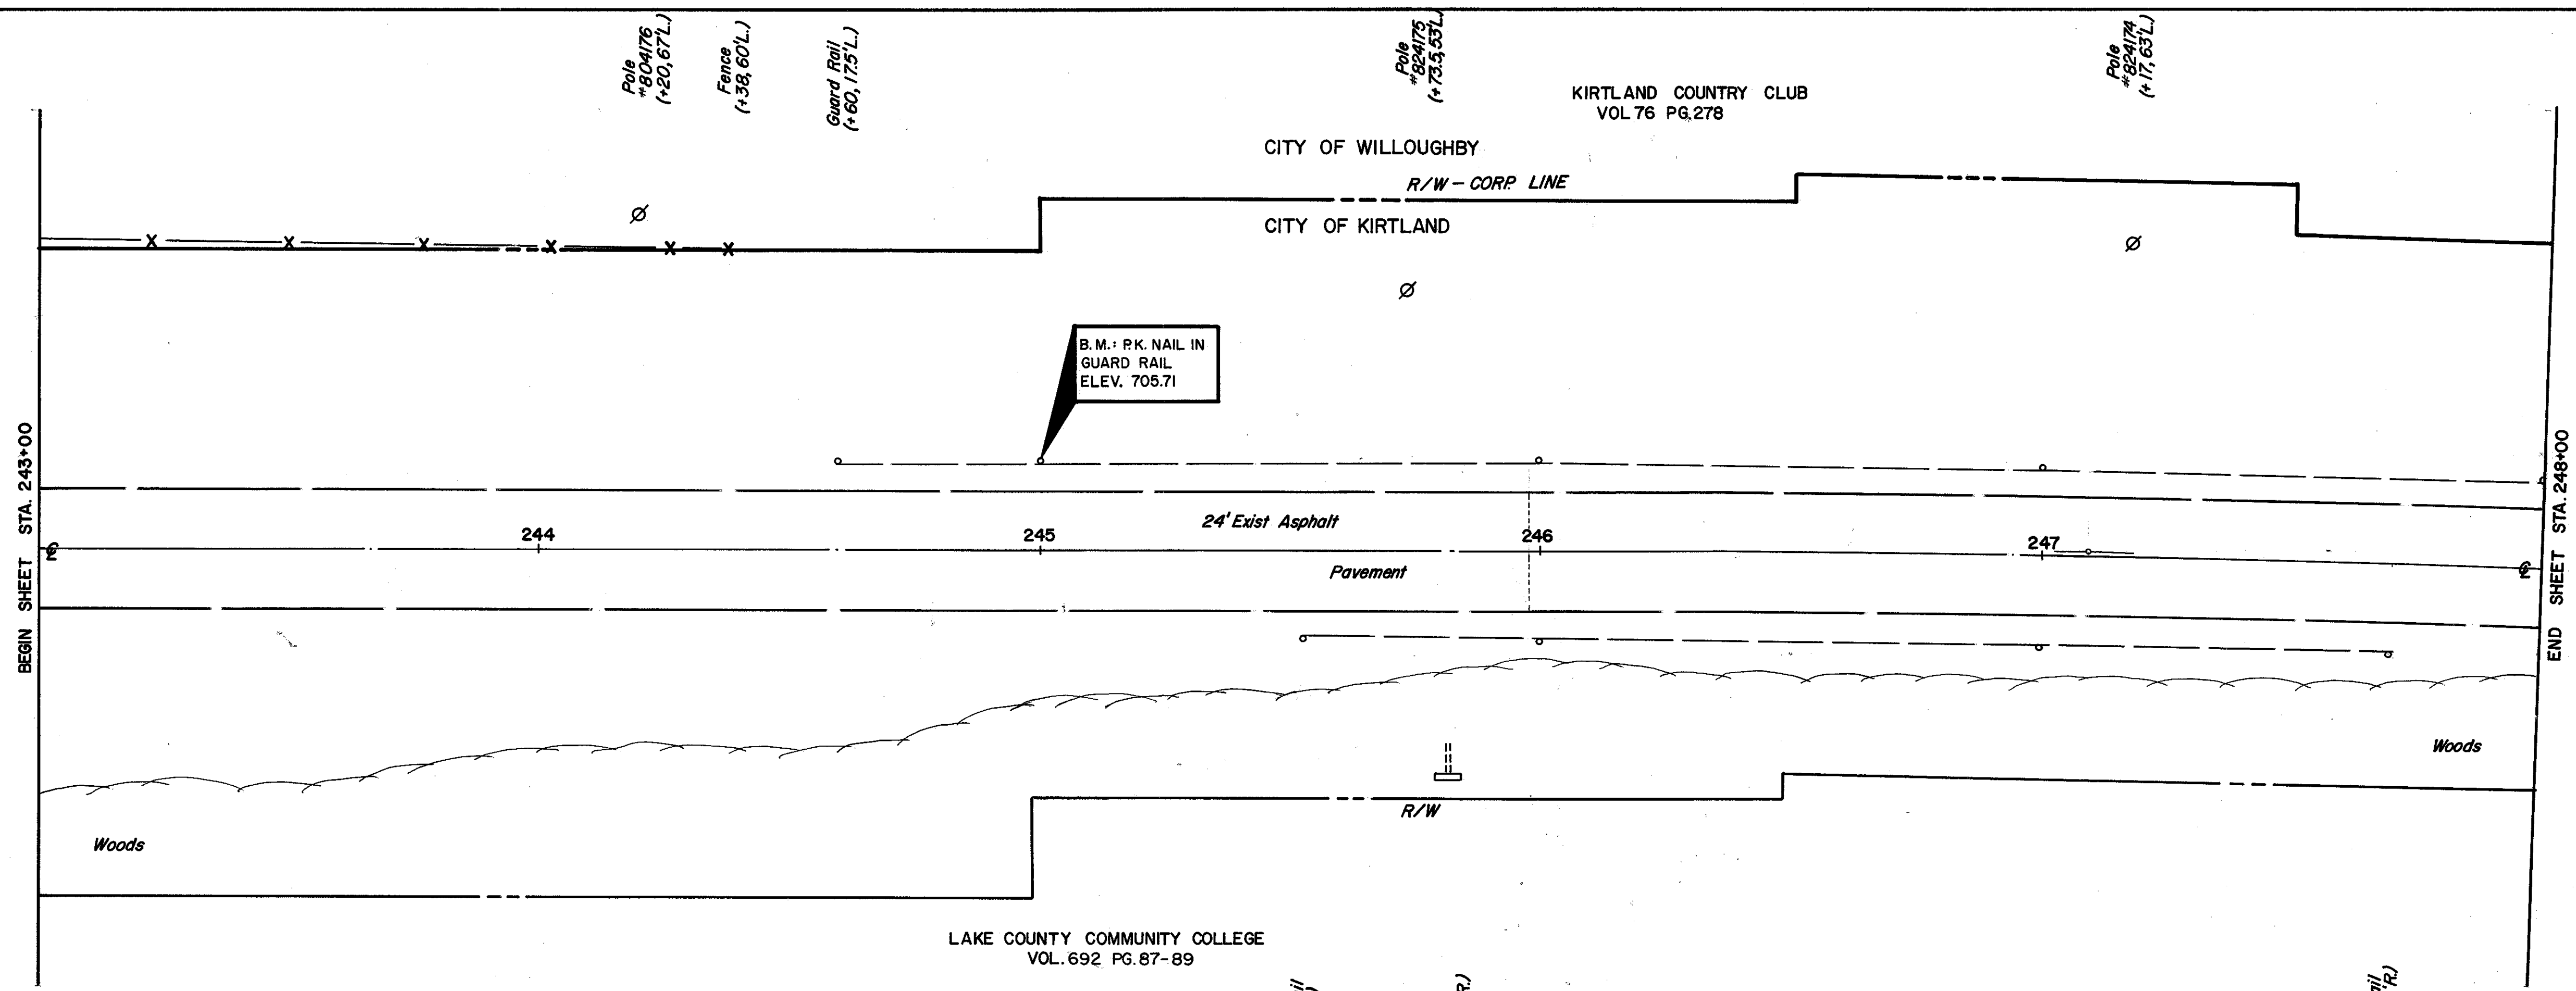 Pole
#804176
(+20, 67'L.)
Fence
(+38, 60'L.)
Guard Rail
(+60, 17.5'L.)
Pole
#824175
(+73.5, 53'L.)
Pole
#824174
(+17, 63'L.)
KIRTLAND COUNTRY CLUB
VOL 76 PG. 278
CITY OF WILLOUGHBY
R/W - CORP. LINE
CITY OF KIRTLAND
B.M.: P.K. NAIL IN
GUARD RAIL
ELEV. 705.71
BEGIN SHEET STA. 243+00
END SHEET STA. 248+00
24' Exist Asphalt
244
245
246
247
℄
℄
Pavement
Woods
R/W
Woods
LAKE COUNTY COMMUNITY COLLEGE
VOL. 692 PG. 87-89
R.)